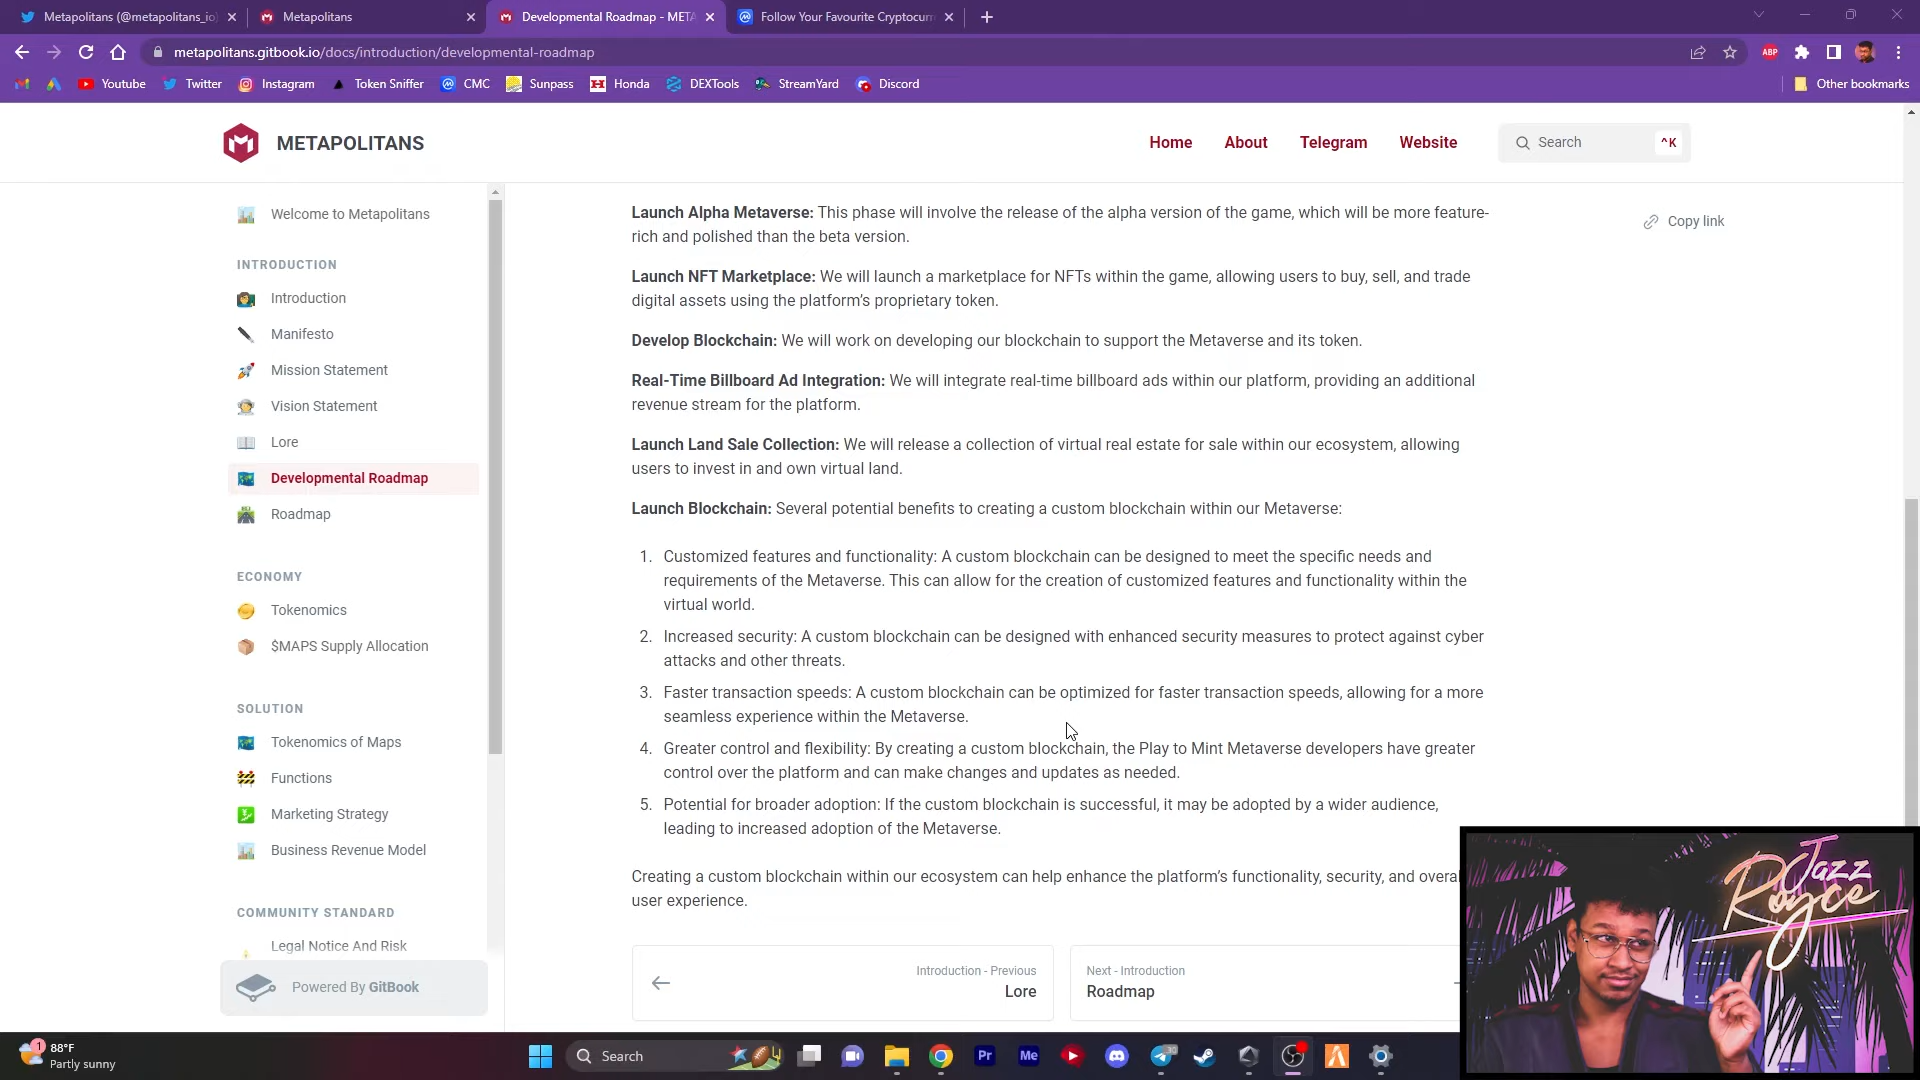 Metapolitans (@metapolitans_io)
Metapolitans
Developmental Roadmap - META
Follow Your Favourite Cryptocurr
metapolitans.gitbook.io/docs/introduction/developmental-roadmap
ABP
Youtube
Twitter
Instagram
Token Sniffer
CMC
Sunpass
Honda
DEXTools
StreamYard
Discord
Other bookmarks
METAPOLITANS
Home
About
Telegram
Website
Search
^K
Welcome to Metapolitans
INTRODUCTION
Introduction
Manifesto
Mission Statement
Vision Statement
Lore
Developmental Roadmap
Roadmap
ECONOMY
Tokenomics
$MAPS Supply Allocation
SOLUTION
Tokenomics of Maps
Functions
Marketing Strategy
Business Revenue Model
COMMUNITY STANDARD
Legal Notice And Risk
Powered By GitBook
Launch Alpha Metaverse: This phase will involve the release of the alpha version of the game, which will be more feature-
rich and polished than the beta version.
Launch NFT Marketplace: We will launch a marketplace for NFTs within the game, allowing users to buy, sell, and trade
digital assets using the platform's proprietary token.
Develop Blockchain: We will work on developing our blockchain to support the Metaverse and its token.
Real-Time Billboard Ad Integration: We will integrate real-time billboard ads within our platform, providing an additional
revenue stream for the platform.
Launch Land Sale Collection: We will release a collection of virtual real estate for sale within our ecosystem, allowing
users to invest in and own virtual land.
Launch Blockchain: Several potential benefits to creating a custom blockchain within our Metaverse:
1. Customized features and functionality: A custom blockchain can be designed to meet the specific needs and
requirements of the Metaverse. This can allow for the creation of customized features and functionality within the
virtual world.
2. Increased security: A custom blockchain can be designed with enhanced security measures to protect against cyber
attacks and other threats.
3. Faster transaction speeds: A custom blockchain can be optimized for faster transaction speeds, allowing for a more
seamless experience within the Metaverse.
4. Greater control and flexibility: By creating a custom blockchain, the Play to Mint Metaverse developers have greater
control over the platform and can make changes and updates as needed.
5. Potential for broader adoption: If the custom blockchain is successful, it may be adopted by a wider audience,
leading to increased adoption of the Metaverse.
Creating a custom blockchain within our ecosystem can help enhance the platform's functionality, security, and overal
user experience.
Copy link
Introduction - Previous
Lore
Next - Introduction
Roadmap
Jazz
Royce
1
88°F
Partly sunny
Search
Pr
Me
30